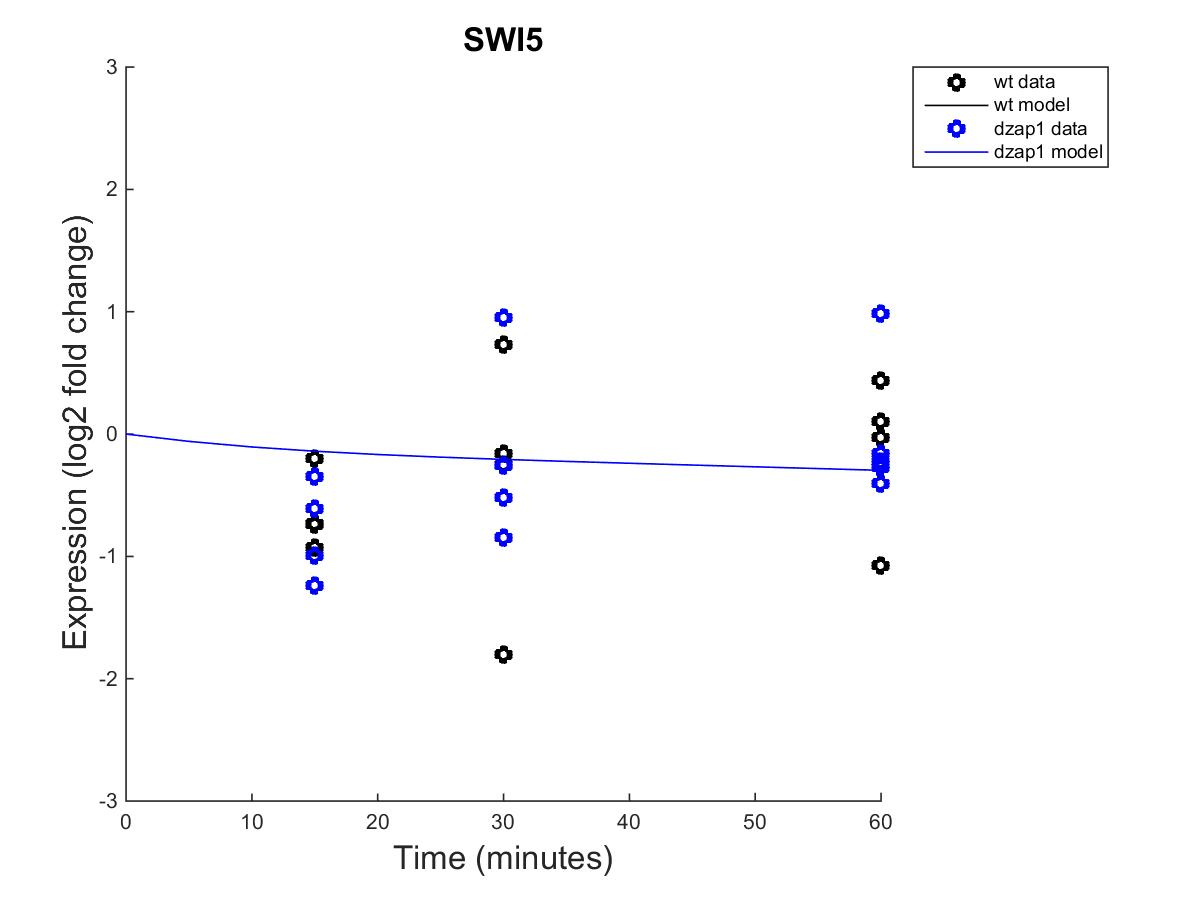 SWI5
3
2
1
0
-1
-2
-3
0 10 20 30 40 50 60
Expression (log2 fold change)
Time (minutes)
wt data
wt model
dzap1 data
dzap1 model